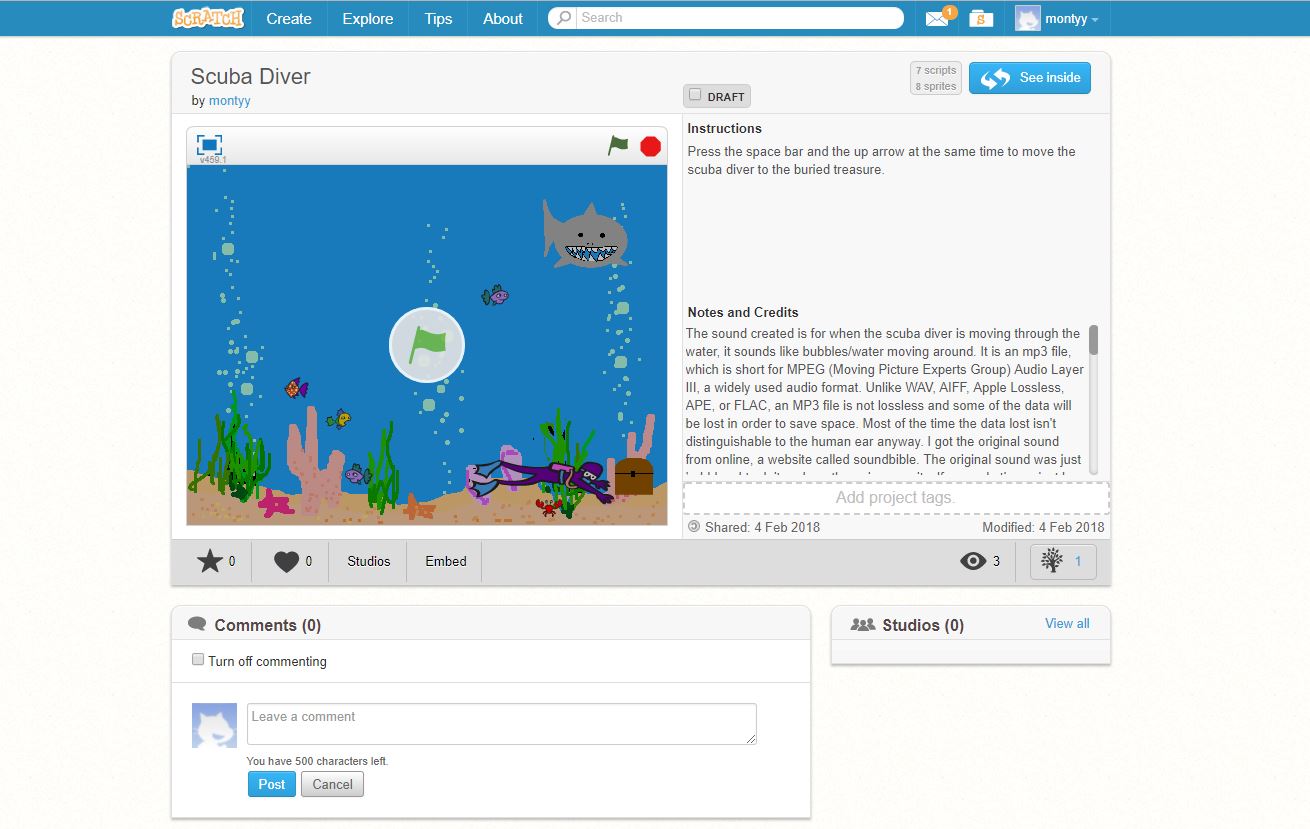 SCRATCH Create Explore Tips About Search 1 S montyy
Scuba Diver
by montyy
DRAFT
7 scripts
8 sprites
See inside
v459.1
Instructions
Press the space bar and the up arrow at the same time to move the
scuba diver to the buried treasure.
Notes and Credits
The sound created is for when the scuba diver is moving through the
water, it sounds like bubbles/water moving around. It is an mp3 file,
which is short for MPEG (Moving Picture Experts Group) Audio Layer
III, a widely used audio format. Unlike WAV, AIFF, Apple Lossless,
APE, or FLAC, an MP3 file is not lossless and some of the data will
be lost in order to save space. Most of the time the data lost isn't
distinguishable to the human ear anyway. I got the original sound
from online, a website called soundbible. The original sound was just
Add project tags.
Shared: 4 Feb 2018 Modified: 4 Feb 2018
0 0 Studios Embed 3 1
Comments (0)
Turn off commenting
Leave a comment
You have 500 characters left.
Post Cancel
Studios (0) View all